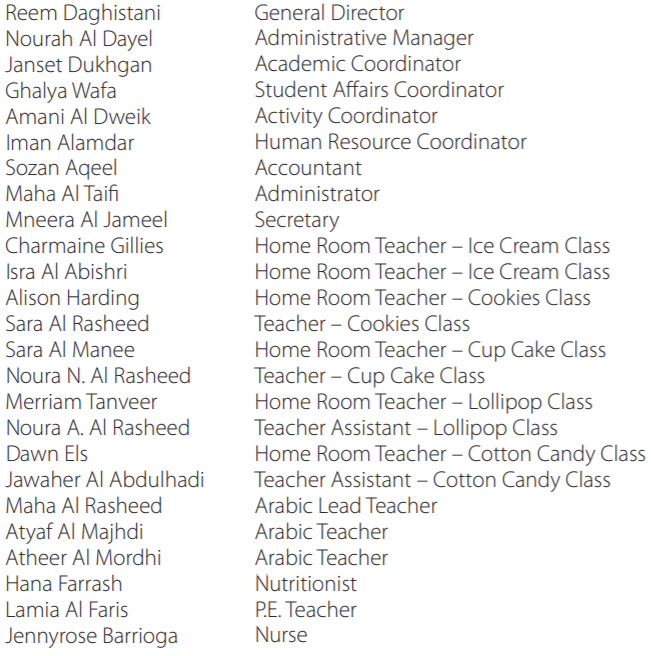 Reem Daghistani General Director
Nourah Al Dayel Administrative Manager
Janset Dukhgan Academic Coordinator
Ghalya Wafa Student Affairs Coordinator
Amani Al Dweik Activity Coordinator
Iman Alamdar Human Resource Coordinator
Sozan Aqeel Accountant
Maha Al Taifi Administrator
Mneera Al Jameel Secretary
Charmaine Gillies Home Room Teacher – Ice Cream Class
Isra Al Abishri Home Room Teacher – Ice Cream Class
Alison Harding Home Room Teacher – Cookies Class
Sara Al Rasheed Teacher – Cookies Class
Sara Al Manee Home Room Teacher – Cup Cake Class
Noura N. Al Rasheed Teacher – Cup Cake Class
Merriam Tanveer Home Room Teacher – Lollipop Class
Noura A. Al Rasheed Teacher Assistant – Lollipop Class
Dawn Els Home Room Teacher – Cotton Candy Class
Jawaher Al Abdulhadi Teacher Assistant – Cotton Candy Class
Maha Al Rasheed Arabic Lead Teacher
Atyaf Al Majhdi Arabic Teacher
Atheer Al Mordhi Arabic Teacher
Hana Farrash Nutritionist
Lamia Al Faris P.E. Teacher
Jennyrose Barrioga Nurse